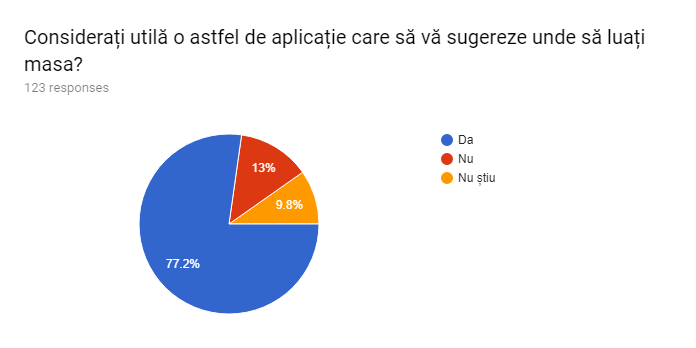 Considerați utilă o astfel de aplicație care să vă sugereze unde să luați
masa?
123 responses
Da
Nu
Nu știu
13%
9.8%
77.2%